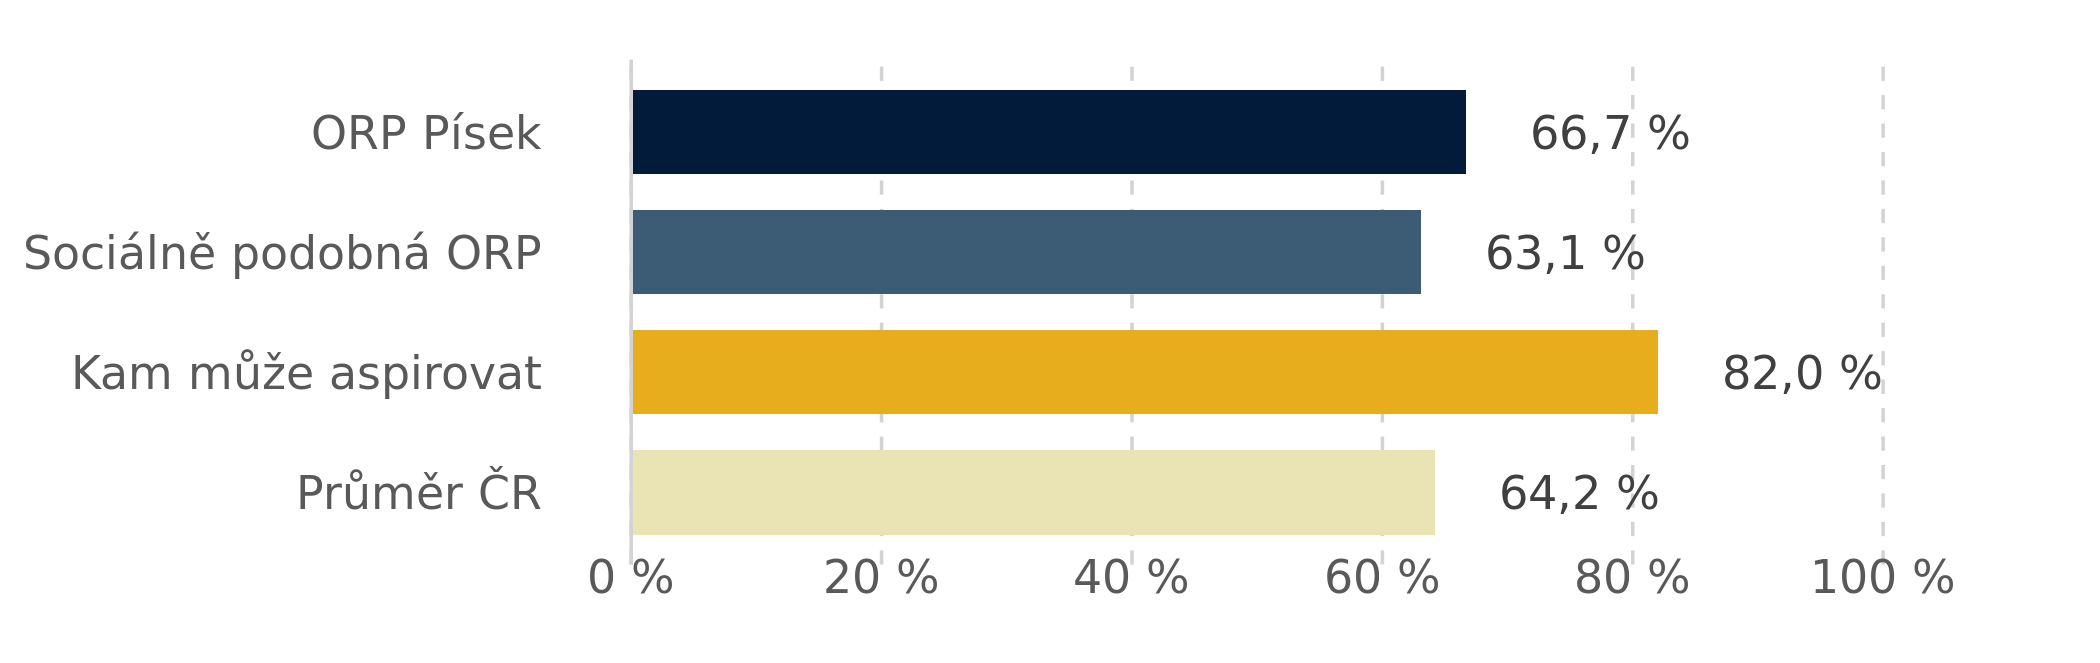 ORP Písek 66,7 %
Sociálně podobná ORP 63,1 %
Kam může aspirovat 82,0 %
Průměr ČR 64,2 %
0 % 20 % 40 % 60 % 80 % 100 %